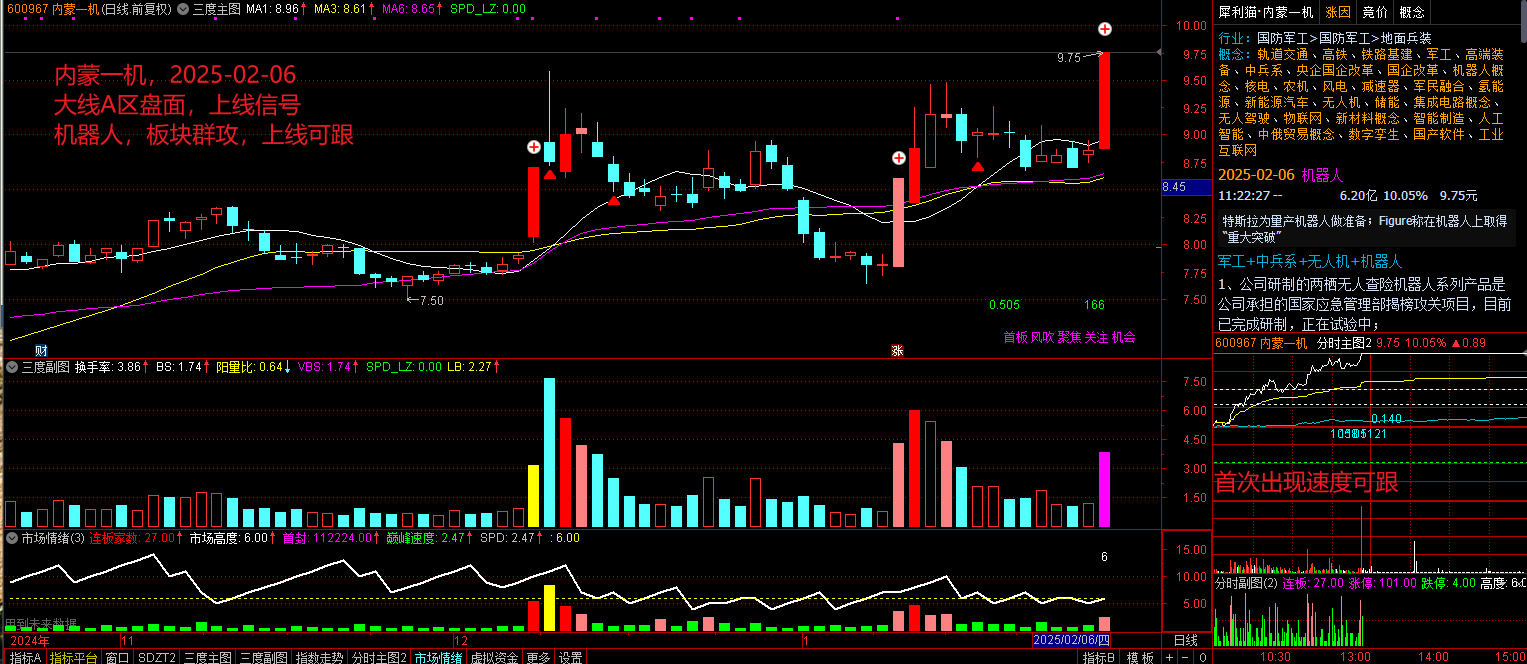 600967 内蒙一机(日线.前复权) 三度主图 MA1: 8.96↑ MA3: 8.61↑ MA6: 8.65↑ SPD_LZ: 0.00
内蒙一机，2025-02-06
大线A区盘面，上线信号
机器人，板块群攻，上线可跟
9.75
7.50
0.505 166
首板 风吹 聚焦 关注 机会
财
涨
10.00
9.75
9.50
9.25
9.00
8.75
8.45
8.25
8.00
7.75
7.50
三度副图 换手率: 3.86↑ BS: 1.74↑ 阳量比: 0.64↓ VBS: 1.74↑ SPD_LZ: 0.00 LB: 2.27↑
7.50
6.00
4.50
3.00
1.50
市场情绪(3) 连板家数: 27.00↑ 市场高度: 6.00↑ 首封: 112224.00↑ 巅峰速度: 2.47↑ SPD: 2.47↑ : 6.00
6
15.00
10.00
5.00
用到未来数据
2024年 11 12 1 2025/02/06/四 日线
指标A 指标平台 窗口 SDZT2 三度主图 三度副图 指数走势 分时主图2 市场情绪 虚拟资金 更多 设置 指标B 模板 + − 0
犀利猫·内蒙一机 涨因 竞价 概念
行业: 国防军工>国防军工>地面兵装
概念: 轨道交通、高铁、铁路基建、军工、高端装
备、中兵系、央企国企改革、国企改革、机器人概
念、核电、农机、风电、减速器、军民融合、氢能
源、新能源汽车、无人机、储能、集成电路概念、
无人驾驶、物联网、新材料概念、智能制造、人工
智能、中俄贸易概念、数字孪生、国产软件、工业
互联网
2025-02-06 机器人
11:22:27 -- 6.20亿 10.05% 9.75元
特斯拉为量产机器人做准备；Figure称在机器人上取得
“重大突破”
军工+中兵系+无人机+机器人
1、公司研制的两栖无人查险机器人系列产品是
公司承担的国家应急管理部揭榜攻关项目，目前
已完成研制，正在试验中；
600967 内蒙一机 分时主图2 9.75 10.05% ▲0.89
0.140
首次出现速度可跟
分时副图(2) 连板: 27.00 涨停: 101.00 跌停: 4.00 高度: 6.0
10:30 13:00 14:00 15:00